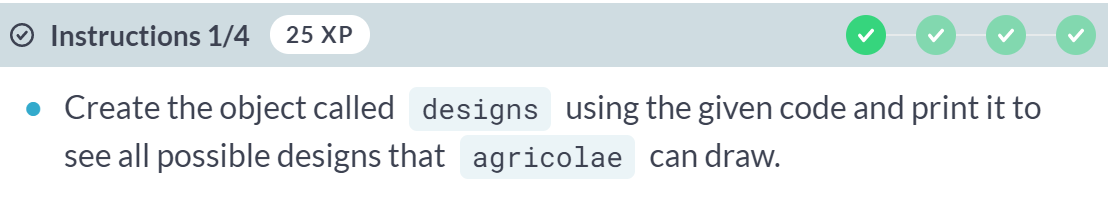 Instructions 1/4 25 XP
Create the object called designs using the given code and print it to
see all possible designs that agricolae can draw.